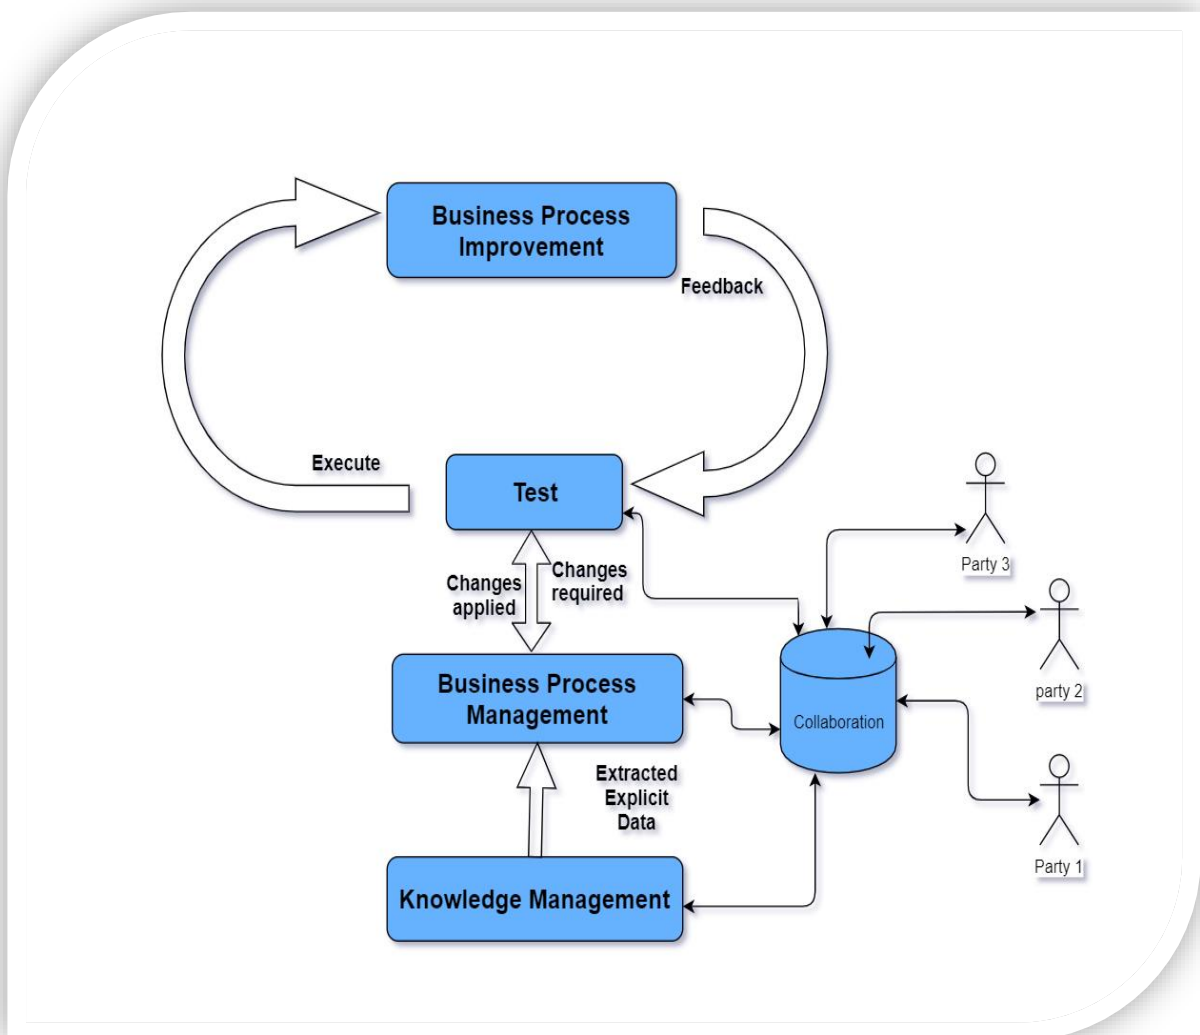 Business Process
Improvement
Feedback
Execute
Test
Party 3
Changes
applied
Changes
required
party 2
Business Process
Management
Collaboration
Extracted
Explicit
Data
Party 1
Knowledge Management